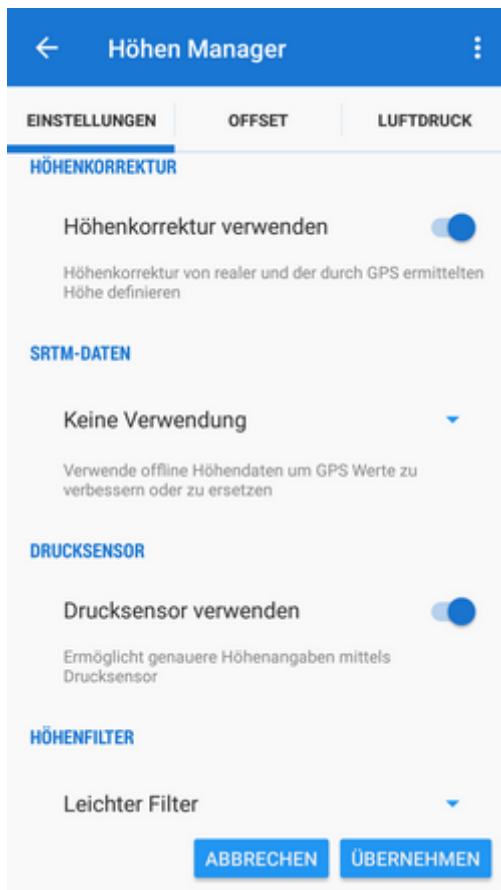 Höhen Manager
EINSTELLUNGEN OFFSET LUFTDRUCK
HÖHENKORREKTUR
Höhenkorrektur verwenden
Höhenkorrektur von realer und der durch GPS ermittelten
Höhe definieren
SRTM-DATEN
Keine Verwendung
Verwende offline Höhendaten um GPS Werte zu
verbessern oder zu ersetzen
DRUCKSENSOR
Drucksensor verwenden
Ermöglicht genauere Höhenangaben mittels
Drucksensor
HÖHENFILTER
Leichter Filter
ABBRECHEN ÜBERNEHMEN